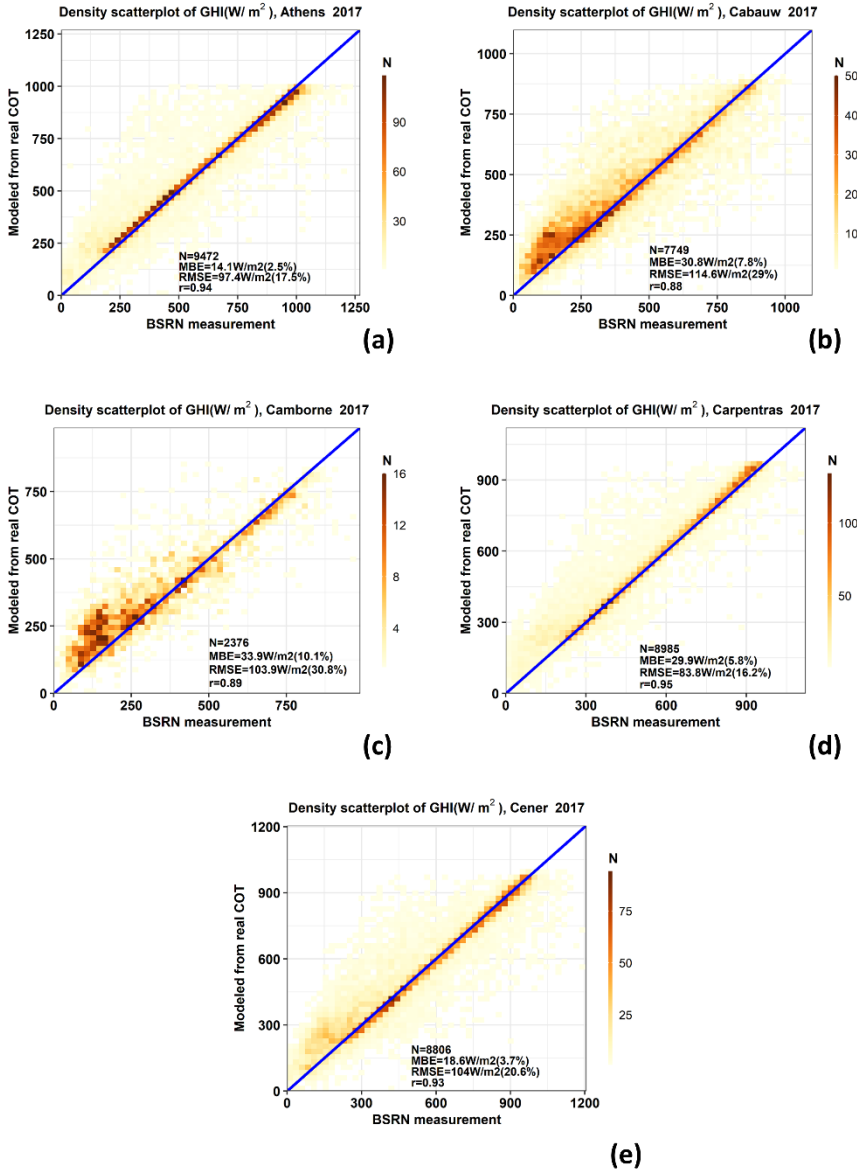 Density scatterplot of GHI(W/ m²), Athens 2017
N
90
60
30
Modeled from real COT
1250
1000
750
500
250
0
N=9472
MBE=14.1W/m2(2.5%)
RMSE=97.4W/m2(17.5%)
r=0.94
0 250 500 750 1000 1250
BSRN measurement
(a)
Density scatterplot of GHI(W/ m²), Cabauw 2017
N
50
40
30
20
10
Modeled from real COT
1000
750
500
250
0
N=7749
MBE=30.8W/m2(7.8%)
RMSE=114.6W/m2(29%)
r=0.88
0 250 500 750 1000
BSRN measurement
(b)
Density scatterplot of GHI(W/ m²), Camborne 2017
N
16
12
8
4
Modeled from real COT
750
500
250
0
N=2376
MBE=33.9W/m2(10.1%)
RMSE=103.9W/m2(30.8%)
r=0.89
0 250 500 750
BSRN measurement
(c)
Density scatterplot of GHI(W/ m²), Carpentras 2017
N
100
50
Modeled from real COT
900
600
300
0
N=8985
MBE=29.9W/m2(5.8%)
RMSE=83.8W/m2(16.2%)
r=0.95
0 300 600 900
BSRN measurement
(d)
Density scatterplot of GHI(W/ m²), Cener 2017
N
75
50
25
Modeled from real COT
1200
900
600
300
0
N=8806
MBE=18.6W/m2(3.7%)
RMSE=104W/m2(20.6%)
r=0.93
0 300 600 900 1200
BSRN measurement
(e)